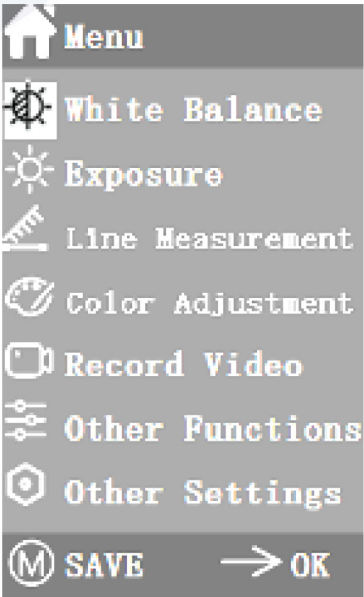 Menu
White Balance
Exposure
Line Measurement
Color Adjustment
Record Video
Other Functions
Other Settings
M SAVE → OK